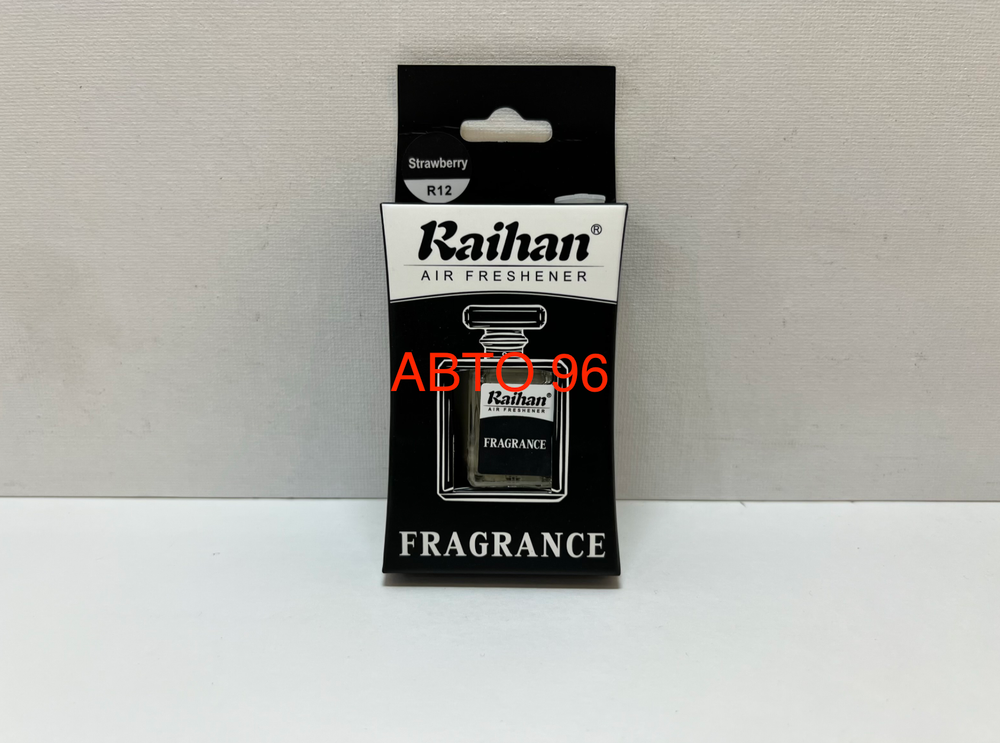 Strawberry
R12
Raihan®
AIR FRESHENER
АВТО 96
Raihan®
AIR FRESHENER
FRAGRANCE
FRAGRANCE